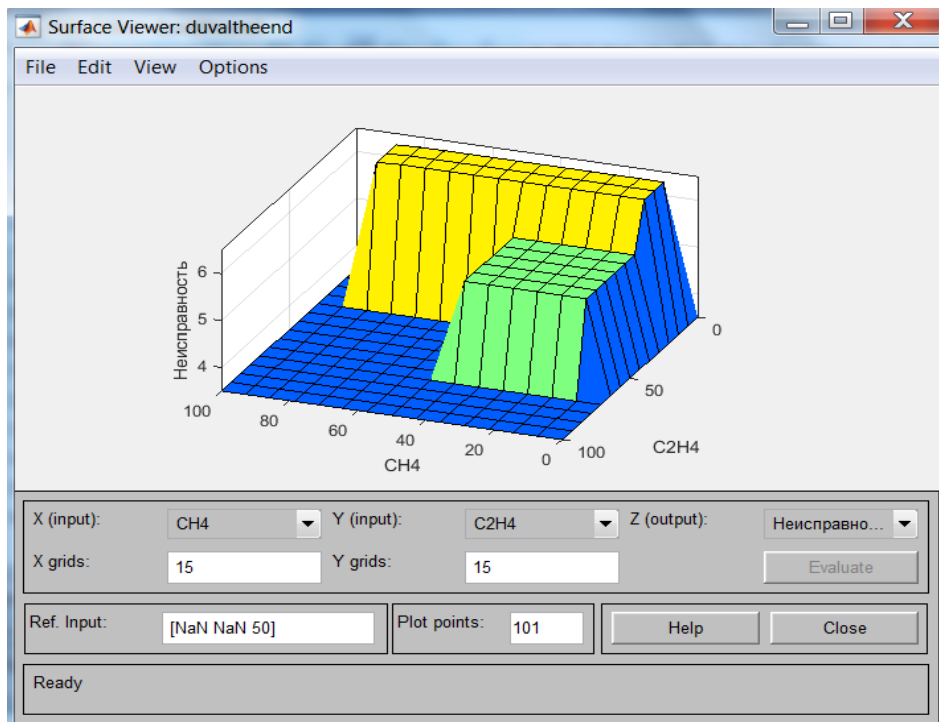 Surface Viewer: duvaltheend
File Edit View Options
6
5
4
Неисправность
100
80
60
40
20
0
CH4
100
50
0
C2H4
X (input): CH4 Y (input): C2H4 Z (output): Неисправно...
X grids: 15 Y grids: 15 Evaluate
Ref. Input: [NaN NaN 50] Plot points: 101 Help Close
Ready